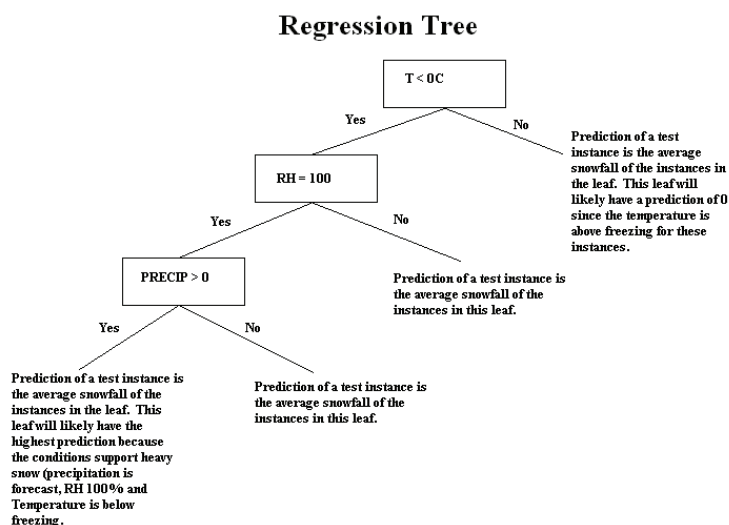 Regression Tree
T < 0C
Yes
No
Prediction of a test
instance is the average
snowfall of the instances in
the leaf. This leaf will
likely have a prediction of 0
since the temperature is
above freezing for these
instances.
RH = 100
Yes
No
Prediction of a test instance is
the average snowfall of the
instances in this leaf.
PRECIP > 0
Yes
No
Prediction of a test instance is
the average snowfall of the
instances in the leaf. This
leaf will likely have the
highest prediction because
the conditions support heavy
snow (precipitation is
forecast, RH 100% and
Temperature is below
freezing.
Prediction of a test instance is
the average snowfall of the
instances in this leaf.